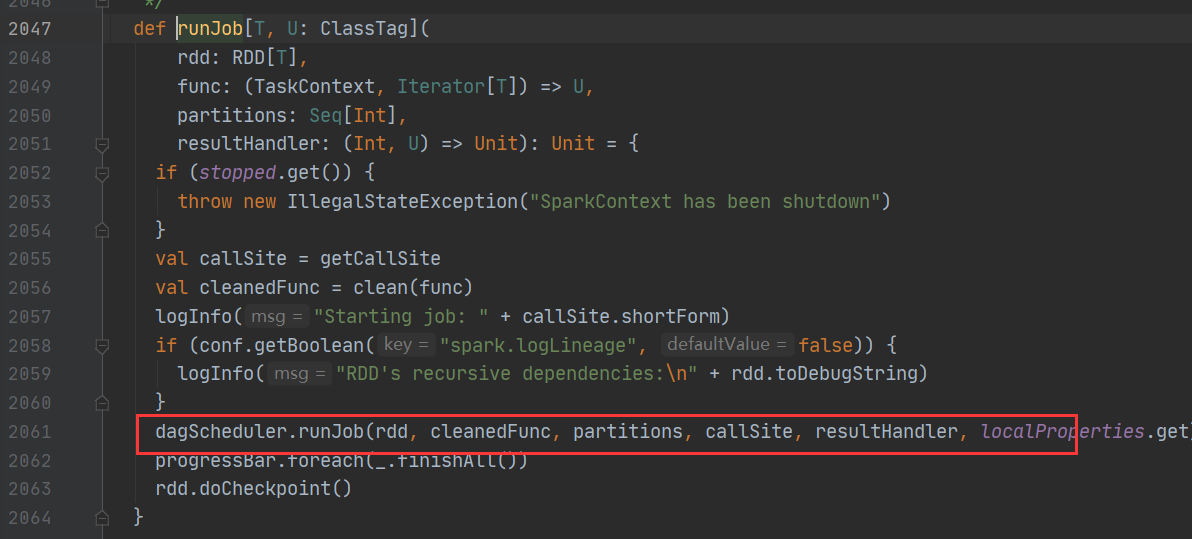 2046 */
2047 def runJob[T, U: ClassTag](
2048 rdd: RDD[T],
2049 func: (TaskContext, Iterator[T]) => U,
2050 partitions: Seq[Int],
2051 resultHandler: (Int, U) => Unit): Unit = {
2052 if (stopped.get()) {
2053 throw new IllegalStateException("SparkContext has been shutdown")
2054 }
2055 val callSite = getCallSite
2056 val cleanedFunc = clean(func)
2057 logInfo( msg = "Starting job: " + callSite.shortForm)
2058 if (conf.getBoolean( key = "spark.logLineage", defaultValue = false)) {
2059 logInfo( msg = "RDD's recursive dependencies:\n" + rdd.toDebugString)
2060 }
2061 dagScheduler.runJob(rdd, cleanedFunc, partitions, callSite, resultHandler, localProperties.get)
2062 progressBar.foreach(_.finishAll())
2063 rdd.doCheckpoint()
2064 }